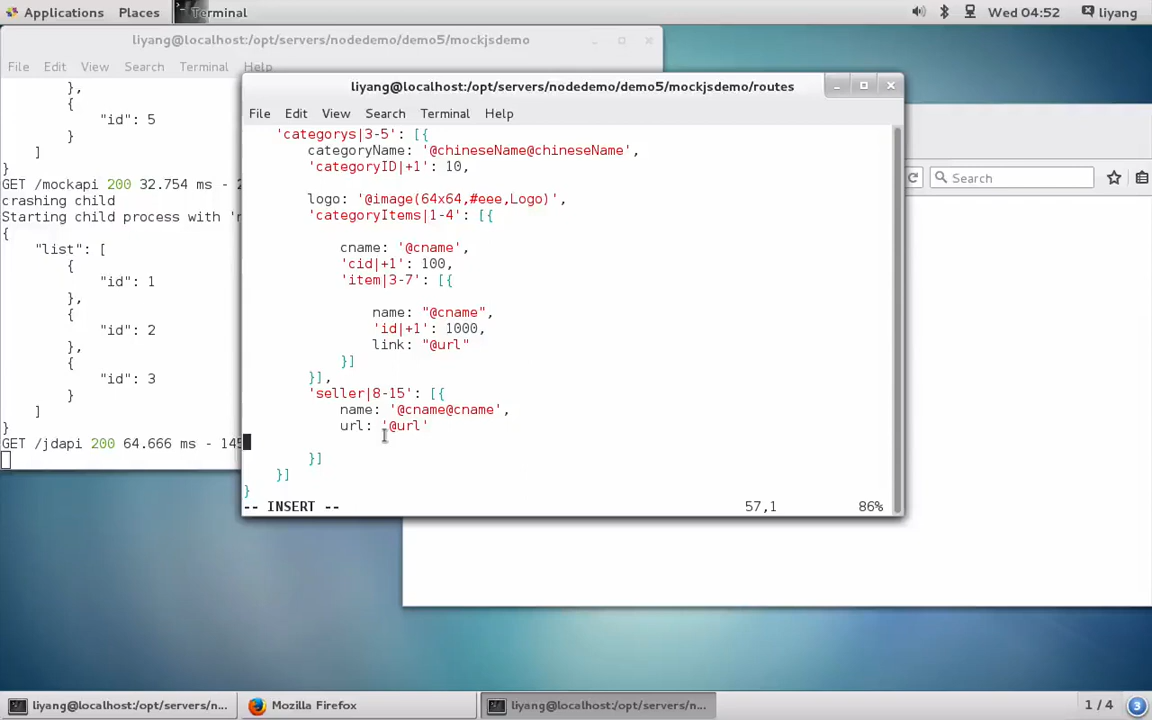 Applications Places Terminal Wed 04:52 liyang
liyang@localhost:/opt/servers/nodedemo/demo5/mockjsdemo
File Edit View Search Terminal Help
},
{
"id": 5
}
]
}
GET /mockapi 200 32.754 ms - 2
crashing child
Starting child process with 'n
{
"list": [
{
"id": 1
},
{
"id": 2
},
{
"id": 3
}
]
}
GET /jdapi 200 64.666 ms - 145
liyang@localhost:/opt/servers/nodedemo/demo5/mockjsdemo/routes
File Edit View Search Terminal Help
'categorys|3-5': [{
categoryName: '@chineseName@chineseName',
'categoryID|+1': 10,
logo: '@image(64x64,#eee,Logo)',
'categoryItems|1-4': [{
cname: '@cname',
'cid|+1': 100,
'item|3-7': [{
name: "@cname",
'id|+1': 1000,
link: "@url"
}]
}],
'seller|8-15': [{
name: '@cname@cname',
url: '@url'
}]
}]
}
-- INSERT -- 57,1 86%
Search
liyang@localhost:/opt/servers/n... Mozilla Firefox liyang@localhost:/opt/servers/n... 1 / 4 3